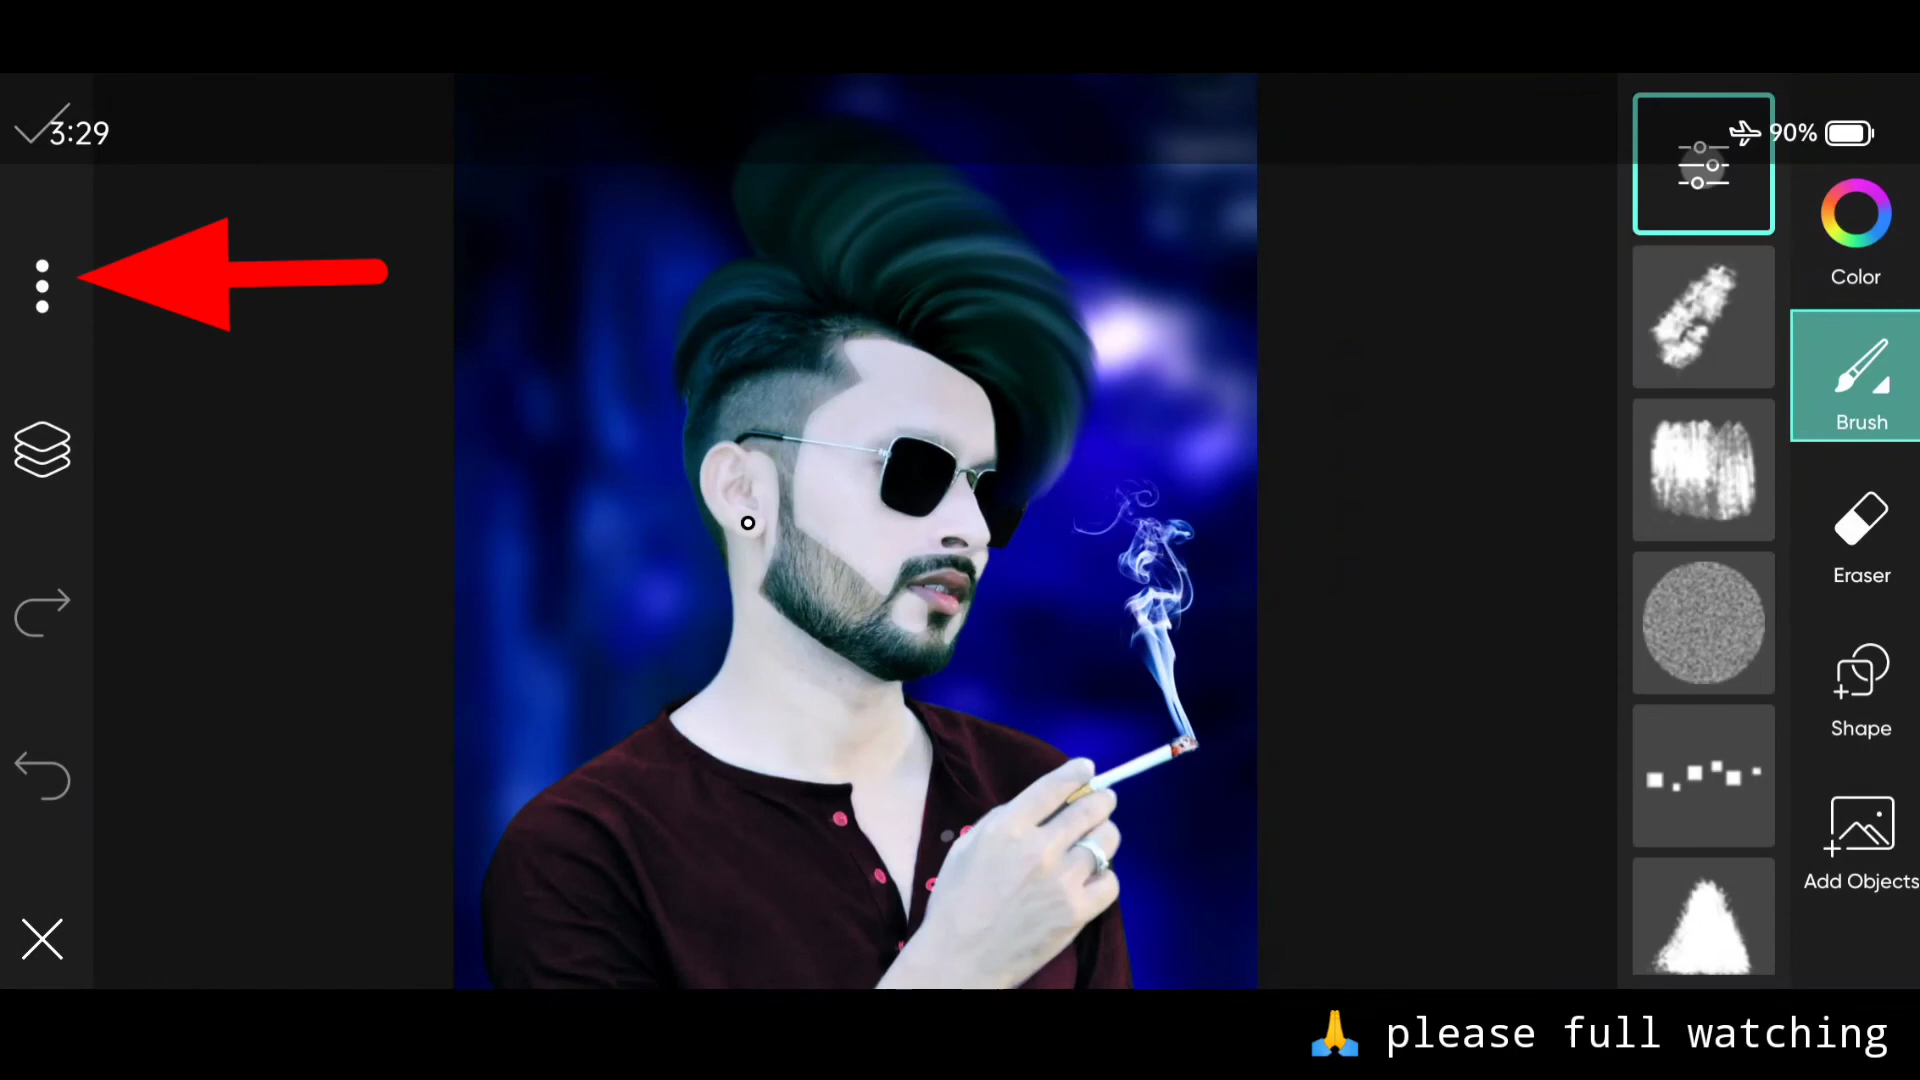 3:29
90%
Color
Brush
Eraser
Shape
Add Objects
🙏 please full watching